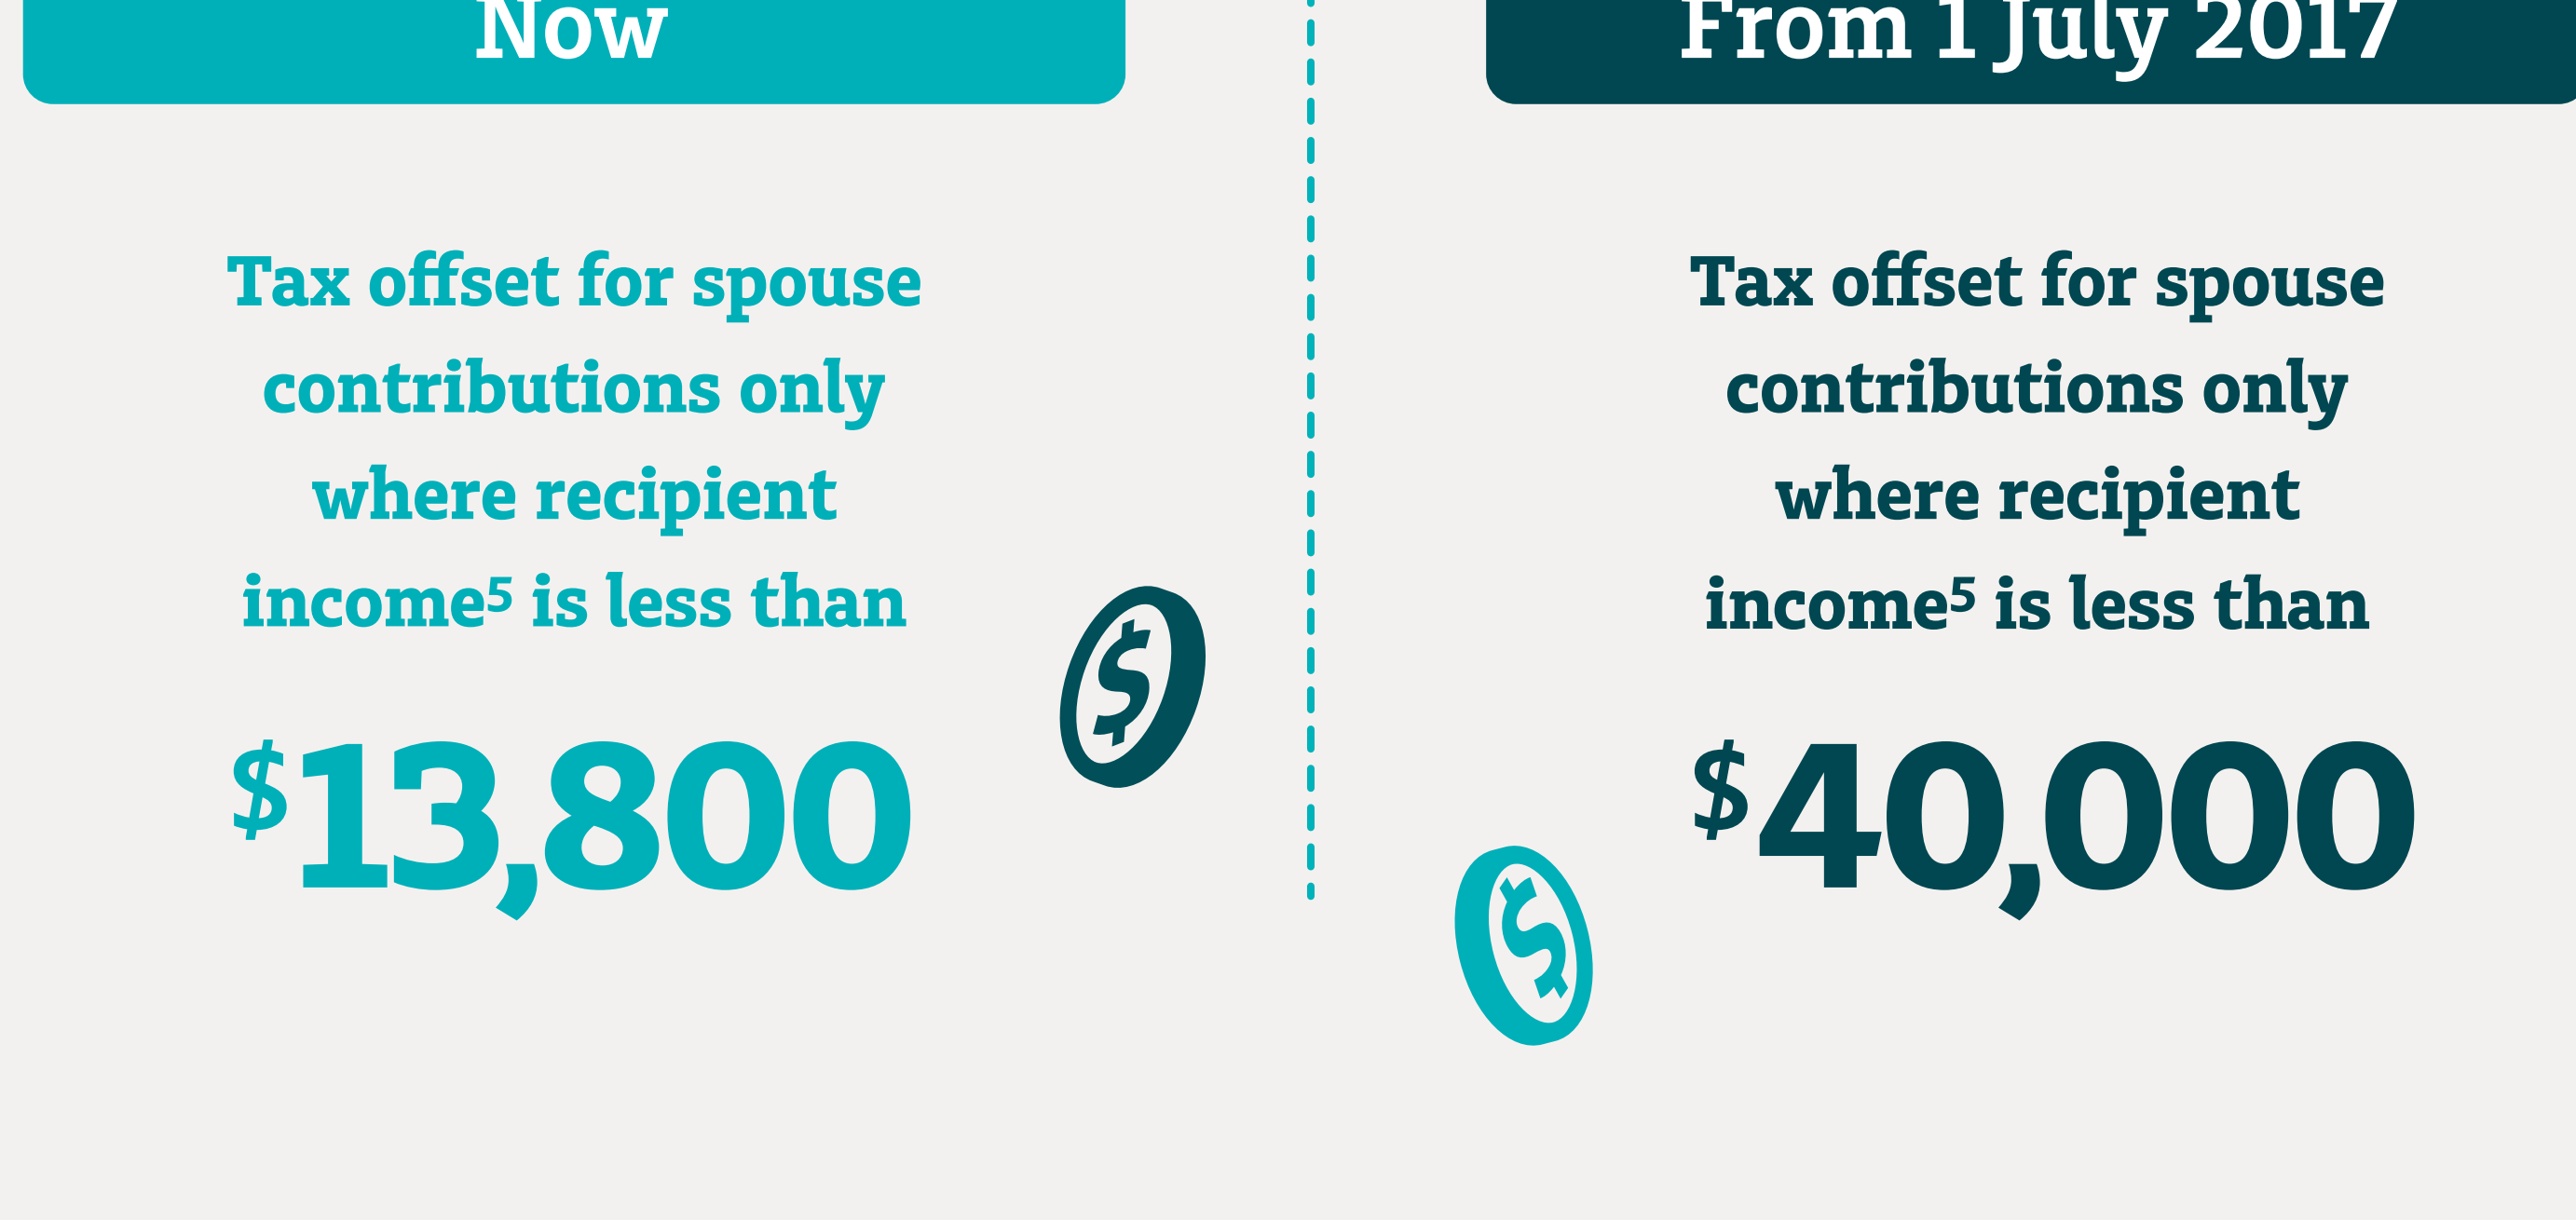 Now
Tax offset for spouse
contributions only
where recipient
income5 is less than
$13,800
$
From 1 July 2017
Tax offset for spouse
contributions only
where recipient
income5 is less than
$40,000
$